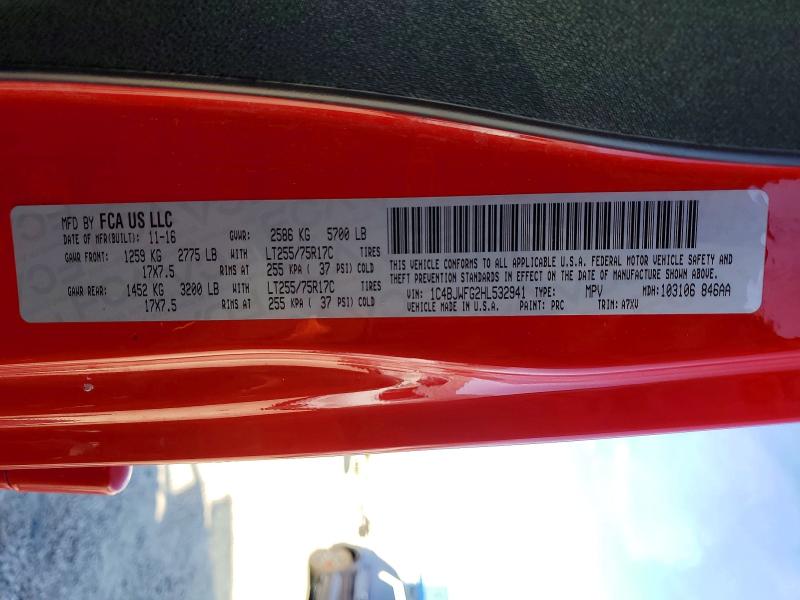 MFD BY FCA US LLC
DATE OF MFR(BUILT): 11-16 GVWR: 2586 KG 5700 LB
GAWR FRONT: 1259 KG 2775 LB WITH LT255/75R17C TIRES
17X7.5 RIMS AT 255 KPA ( 37 PSI) COLD
GAWR REAR: 1452 KG 3200 LB WITH LT255/75R17C TIRES
17X7.5 RIMS AT 255 KPA ( 37 PSI) COLD
THIS VEHICLE CONFORMS TO ALL APPLICABLE U.S.A. FEDERAL MOTOR VEHICLE SAFETY AND
THEFT PREVENTION STANDARDS IN EFFECT ON THE DATE OF MANUFACTURE SHOWN ABOVE.
VIN: 1C4BJWFG2HL532941 TYPE: MPV MDH: 103106 846AA
VEHICLE MADE IN U.S.A. PAINT: PRC TRIM: A7XV